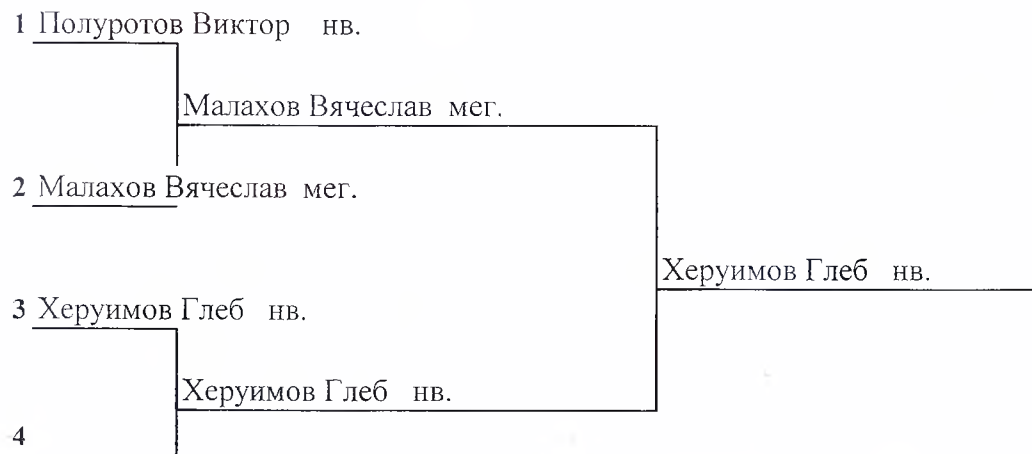 1 Полуротов Виктор нв.
Малахов Вячеслав мег.
2 Малахов Вячеслав мег.
Херуимов Глеб нв.
3 Херуимов Глеб нв.
Херуимов Глеб нв.
4